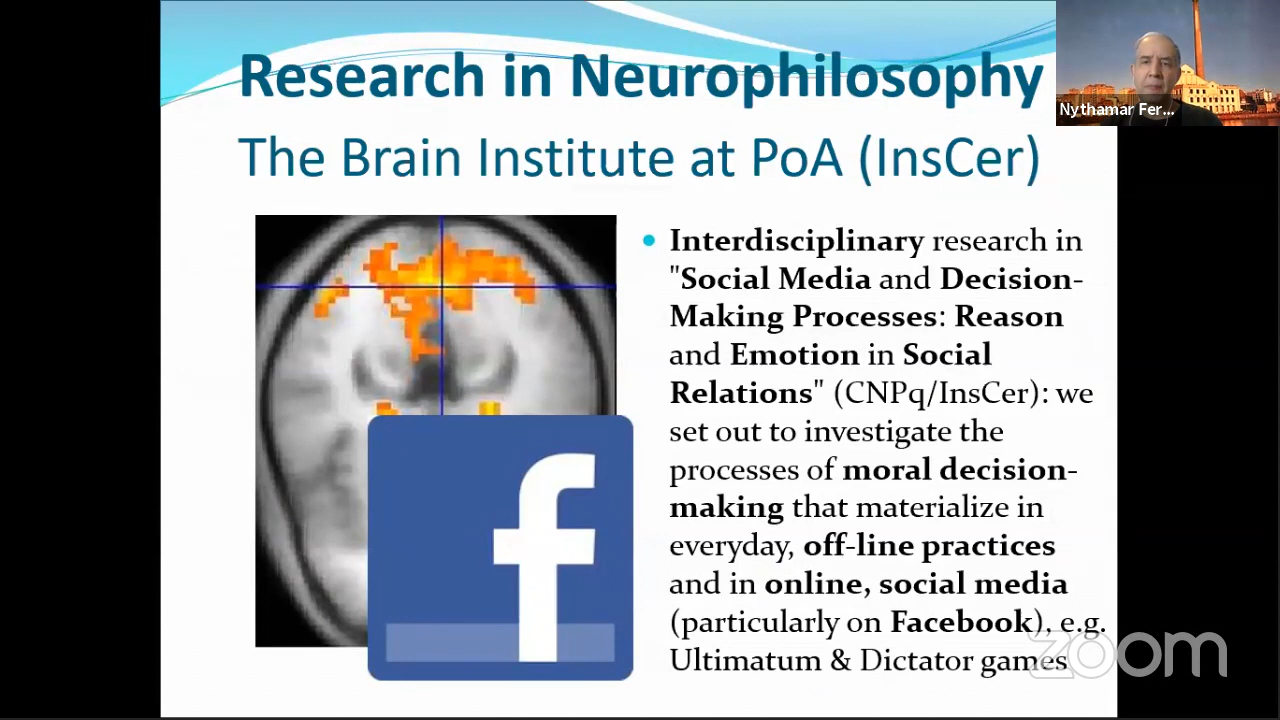 Research in Neurophilosophy
The Brain Institute at PoA (InsCer)
Nythamar Fer...
Interdisciplinary research in
"Social Media and Decision-
Making Processes: Reason
and Emotion in Social
Relations" (CNPq/InsCer): we
set out to investigate the
processes of moral decision-
making that materialize in
everyday, off-line practices
and in online, social media
(particularly on Facebook), e.g.
Ultimatum & Dictator games
f
zoom